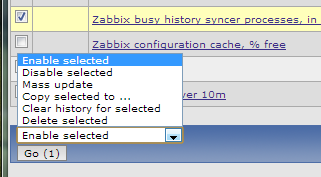 Zabbix busy history syncer processes, in
Zabbix configuration cache, % free
Enable selected
Disable selected
Mass update
Copy selected to ...
Clear history for selected
Delete selected
over 10m
Enable selected
Go (1)